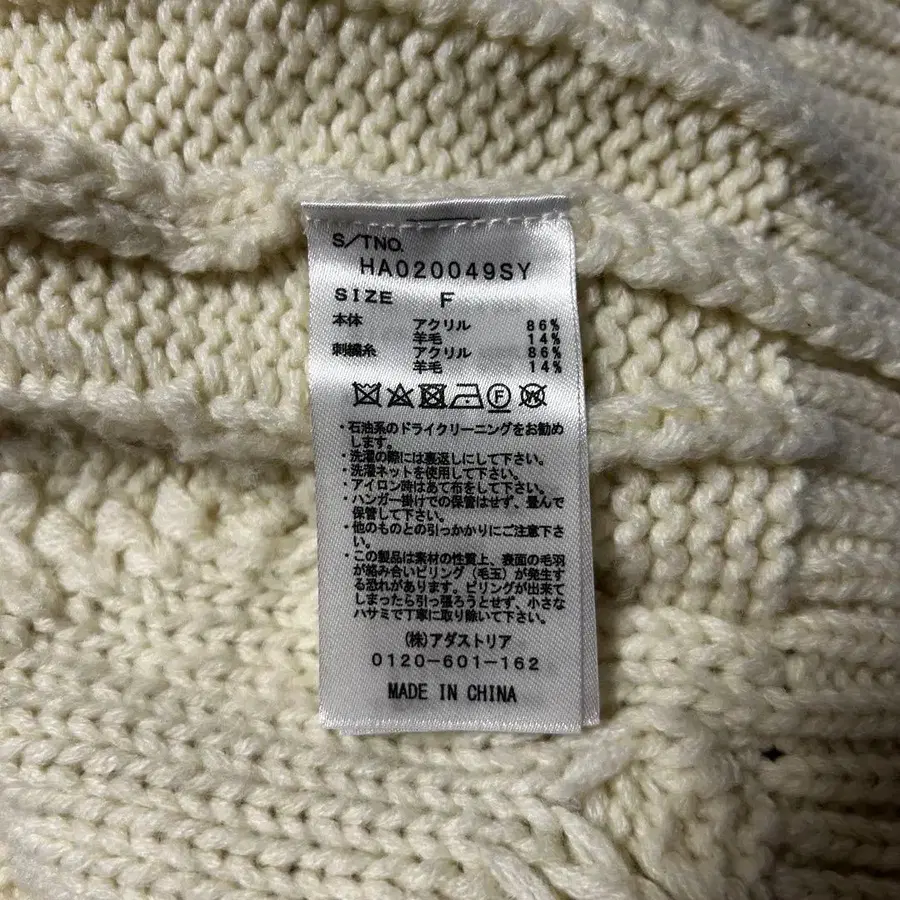 S/TNO.
HA020049SY
SIZE F
本体 アクリル 86%
羊毛 14%
刺繍糸 アクリル 86%
羊毛 14%
F W
・石油系のドライクリーニングをお勧め
します。
・洗濯の際には裏返しにして下さい。
・洗濯ネットを使用して下さい。
・アイロン時はあて布をして下さい。
・ハンガー掛けでの保管はせず、畳んで
保管して下さい。
・他のものとの引っかかりにご注意下さ
い。
・この製品は素材の性質上、表面の毛羽
が絡み合いピリング（毛玉）が発生す
る恐れがあります。ピリングが出来て
しまったら引っ張ろうとせず、小さな
ハサミで丁寧に取り除いて下さい。
(株)アダストリア
0120-601-162
MADE IN CHINA